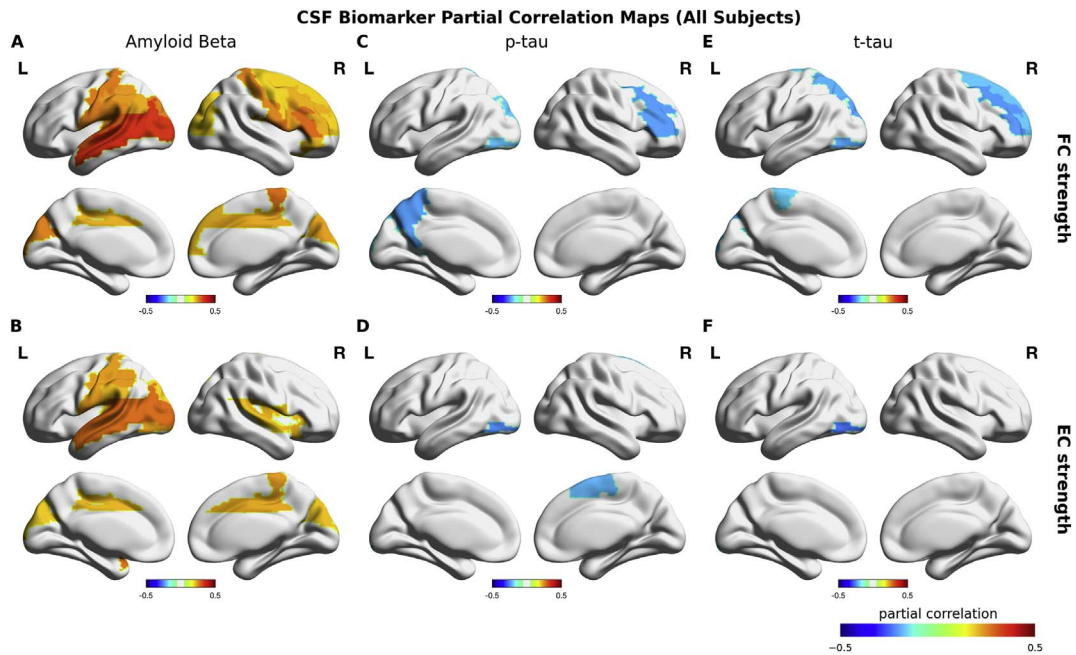 CSF Biomarker Partial Correlation Maps (All Subjects)
A Amyloid Beta C p-tau E t-tau
L R L R L R
FC strength
-0.5 0.5 -0.5 0.5 -0.5 0.5
B D F
L R L R L R
EC strength
-0.5 0.5 -0.5 0.5 -0.5 0.5
partial correlation
−0.5 0.5